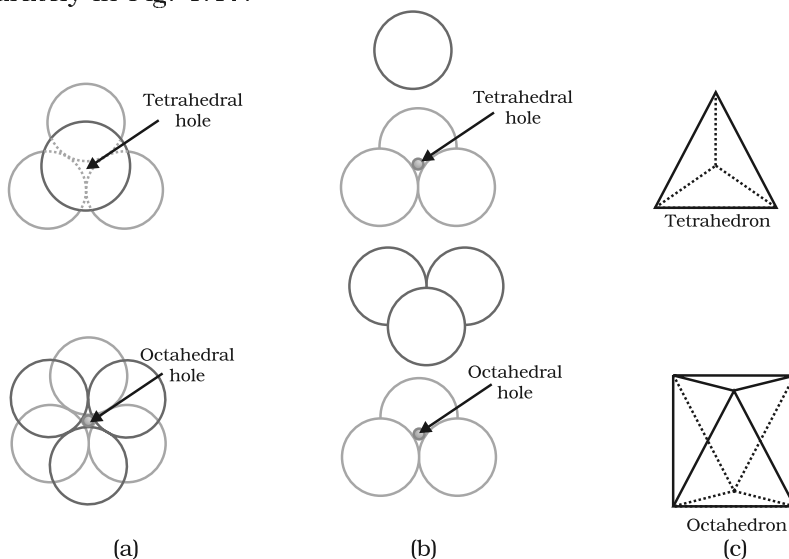 Tetrahedral
hole
Tetrahedral
hole
Tetrahedron
Octahedral
hole
Octahedral
hole
Octahedron
(a)
(b)
(c)